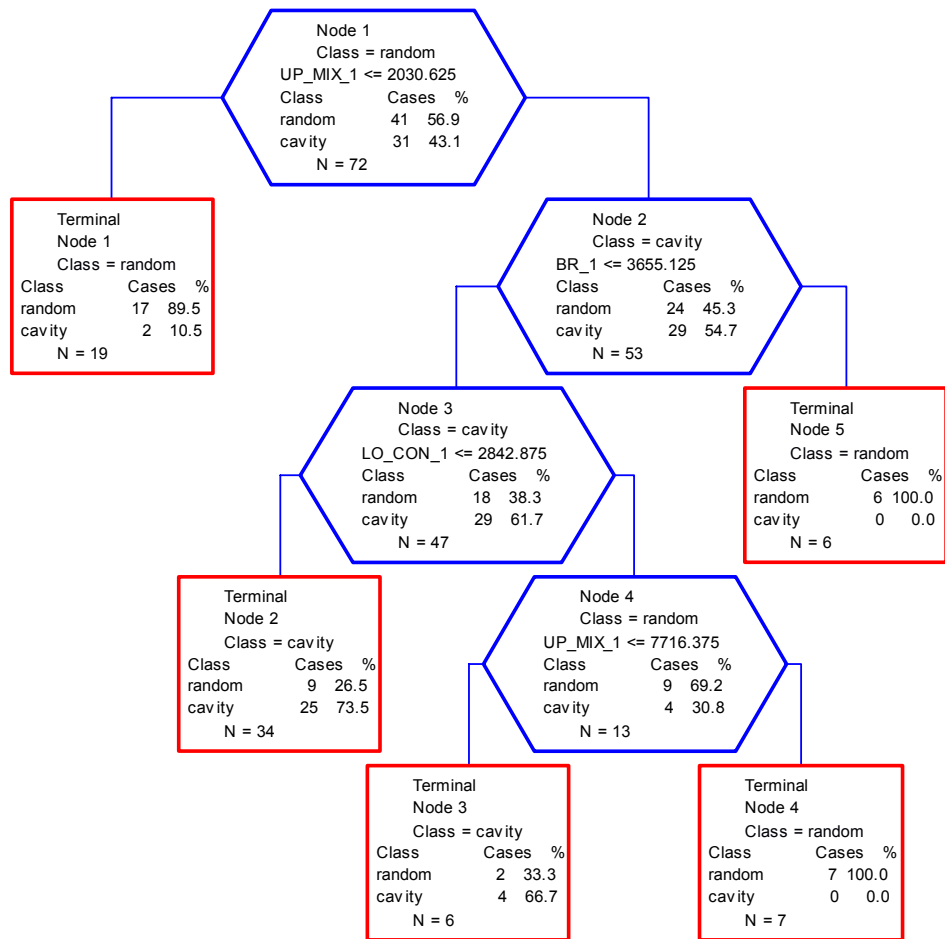 Node 1
Class = random
UP_MIX_1 <= 2030.625
Class Cases %
random 41 56.9
cavity 31 43.1
N = 72
Terminal
Node 1
Class = random
Class Cases %
random 17 89.5
cavity 2 10.5
N = 19
Node 2
Class = cavity
BR_1 <= 3655.125
Class Cases %
random 24 45.3
cavity 29 54.7
N = 53
Node 3
Class = cavity
LO_CON_1 <= 2842.875
Class Cases %
random 18 38.3
cavity 29 61.7
N = 47
Terminal
Node 5
Class = random
Class Cases %
random 6 100.0
cavity 0 0.0
N = 6
Terminal
Node 2
Class = cavity
Class Cases %
random 9 26.5
cavity 25 73.5
N = 34
Node 4
Class = random
UP_MIX_1 <= 7716.375
Class Cases %
random 9 69.2
cavity 4 30.8
N = 13
Terminal
Node 3
Class = cavity
Class Cases %
random 2 33.3
cavity 4 66.7
N = 6
Terminal
Node 4
Class = random
Class Cases %
random 7 100.0
cavity 0 0.0
N = 7